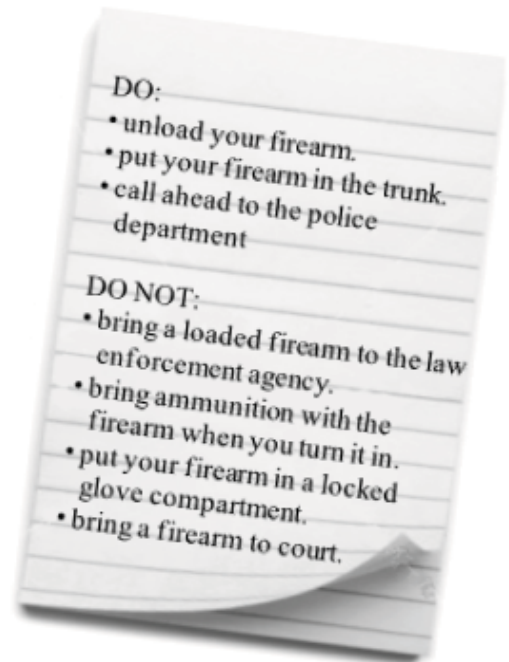 DO:
• unload your firearm.
• put your firearm in the trunk.
• call ahead to the police
department
DO NOT:
• bring a loaded firearm to the law
enforcement agency.
• bring ammunition with the
firearm when you turn it in.
• put your firearm in a locked
glove compartment.
• bring a firearm to court.